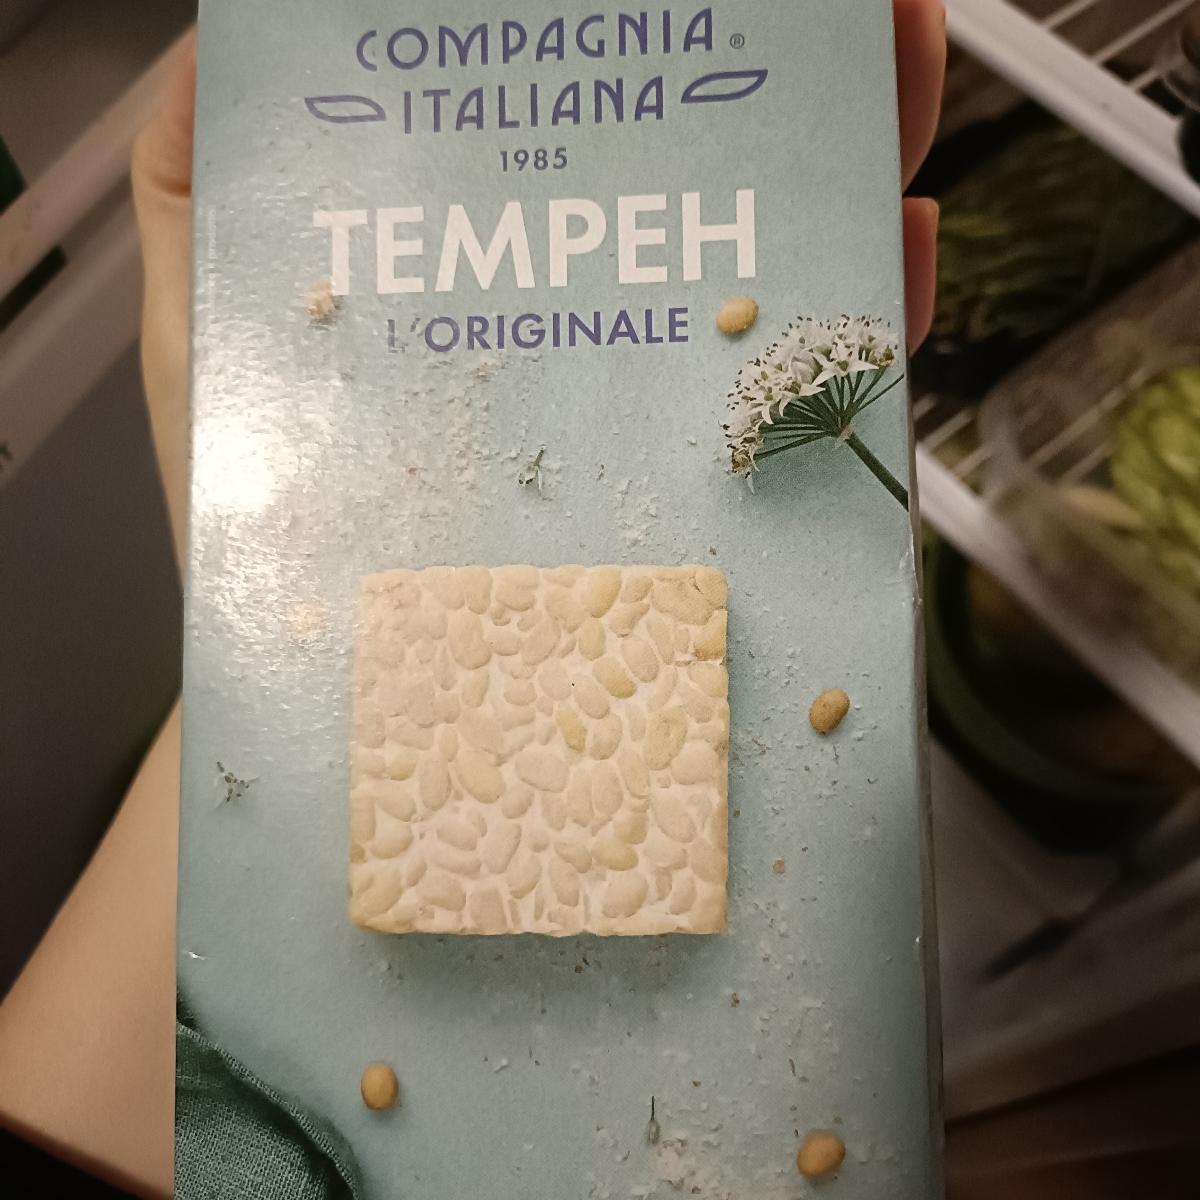 COMPAGNIA®
ITALIANA
1985
TEMPEH
L'ORIGINALE